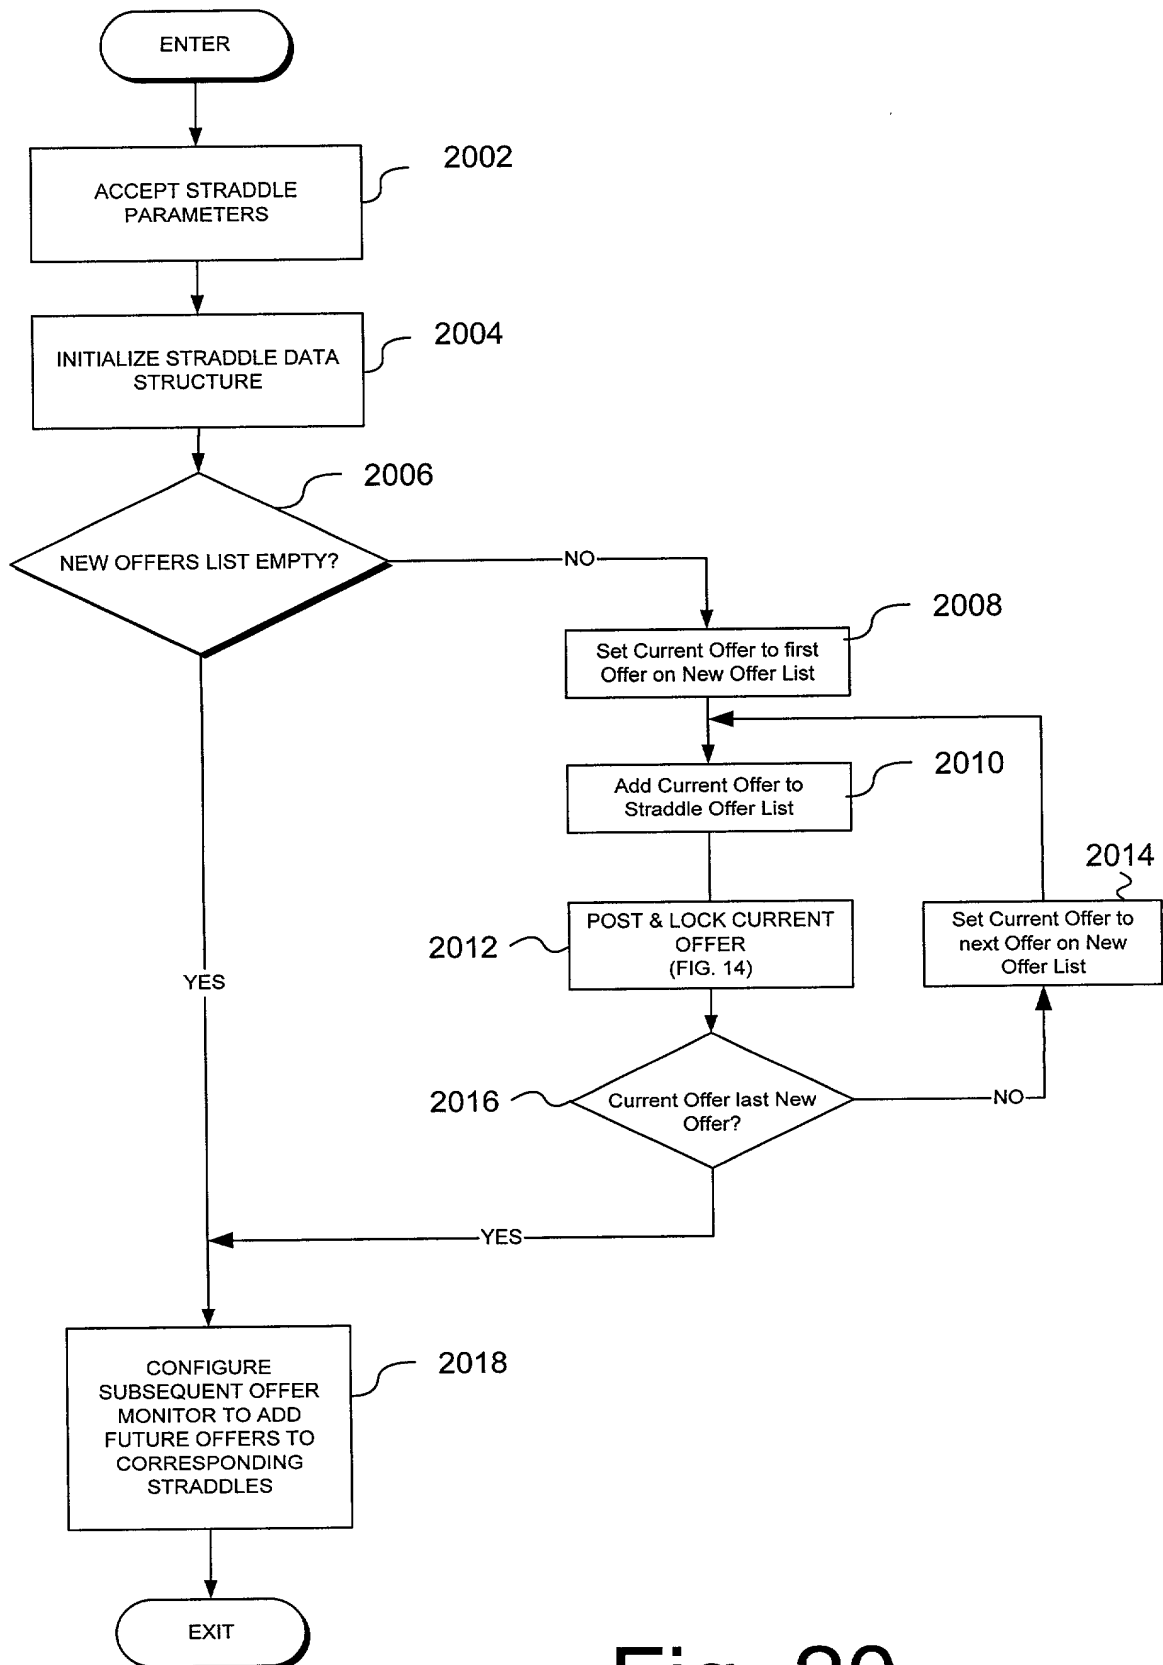 ENTER
2002
ACCEPT STRADDLE
PARAMETERS
2004
INITIALIZE STRADDLE DATA
STRUCTURE
2006
NEW OFFERS LIST EMPTY?
NO
2008
Set Current Offer to first
Offer on New Offer List
2010
Add Current Offer to
Straddle Offer List
2014
2012
POST & LOCK CURRENT
OFFER
(FIG. 14)
Set Current Offer to
next Offer on New
Offer List
YES
2016
Current Offer last New
Offer?
NO
YES
2018
CONFIGURE
SUBSEQUENT OFFER
MONITOR TO ADD
FUTURE OFFERS TO
CORRESPONDING
STRADDLES
EXIT
Fig. 20